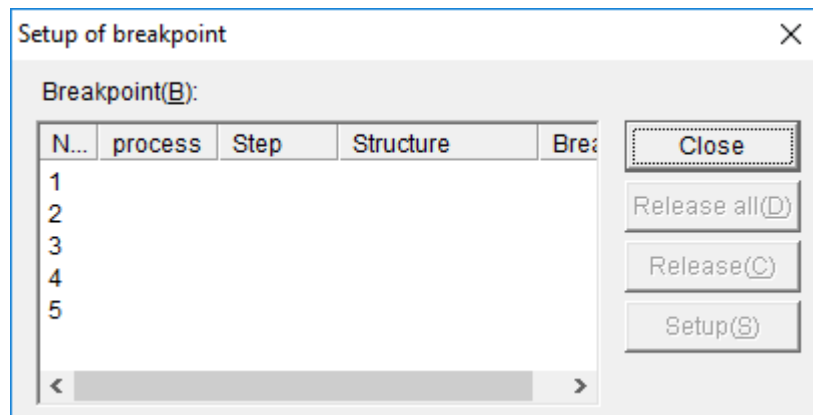 Setup of breakpoint
Breakpoint(B):
N... process Step Structure Brea
1
2
3
4
5
Close
Release all(D)
Release(C)
Setup(S)